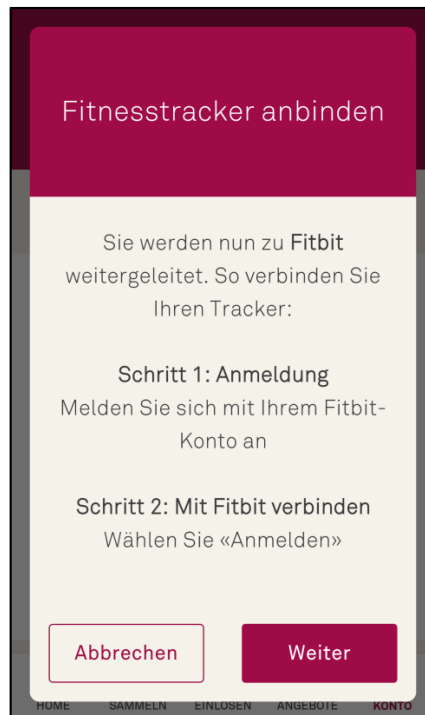 Fitnesstracker anbinden
Sie werden nun zu Fitbit
weitergeleitet. So verbinden Sie
Ihren Tracker:
Schritt 1: Anmeldung
Melden Sie sich mit Ihrem Fitbit-
Konto an
Schritt 2: Mit Fitbit verbinden
Wählen Sie «Anmelden»
Abbrechen Weiter
HOME SAMMELN EINLÖSEN ANGEBOTE KONTO